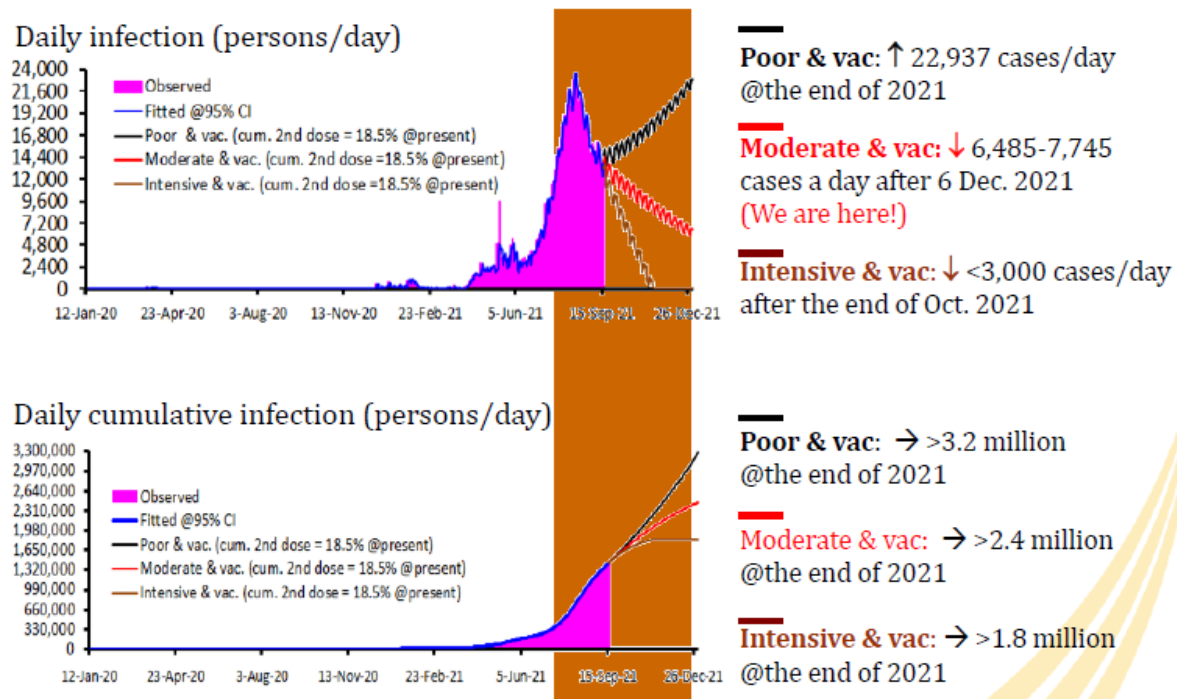 Daily infection (persons/day)
24,000
21,600
19,200
16,800
14,400
12,000
9,600
7,200
4,800
2,400
0
Observed
Fitted @95% CI
Poor & vac. (cum. 2nd dose = 18.5% @present)
Moderate & vac. (cum. 2nd dose =18.5% @present)
Intensive & vac. (cum. 2nd dose =18.5% @present)
12-Jan-20 23-Apr-20 3-Aug-20 13-Nov-20 23-Feb-21 5-Jun-21 15-Sep-21 26-Dec-21
Poor & vac: ↑ 22,937 cases/day
@the end of 2021
Moderate & vac: ↓ 6,485-7,745
cases a day after 6 Dec. 2021
(We are here!)
Intensive & vac: ↓ <3,000 cases/day
after the end of Oct. 2021
Daily cumulative infection (persons/day)
3,300,000
2,970,000
2,640,000
2,310,000
1,980,000
1,650,000
1,320,000
990,000
660,000
330,000
0
Observed
Fitted @95% CI
Poor & vac. (cum. 2nd dose = 18.5% @present)
Moderate & vac. (cum. 2nd dose = 18.5% @present)
Intensive & vac. (cum. 2nd dose = 18.5% @present)
12-Jan-20 23-Apr-20 3-Aug-20 13-Nov-20 23-Feb-21 5-Jun-21 15-Sep-21 26-Dec-21
Poor & vac: → >3.2 million
@the end of 2021
Moderate & vac: → >2.4 million
@the end of 2021
Intensive & vac: → >1.8 million
@the end of 2021